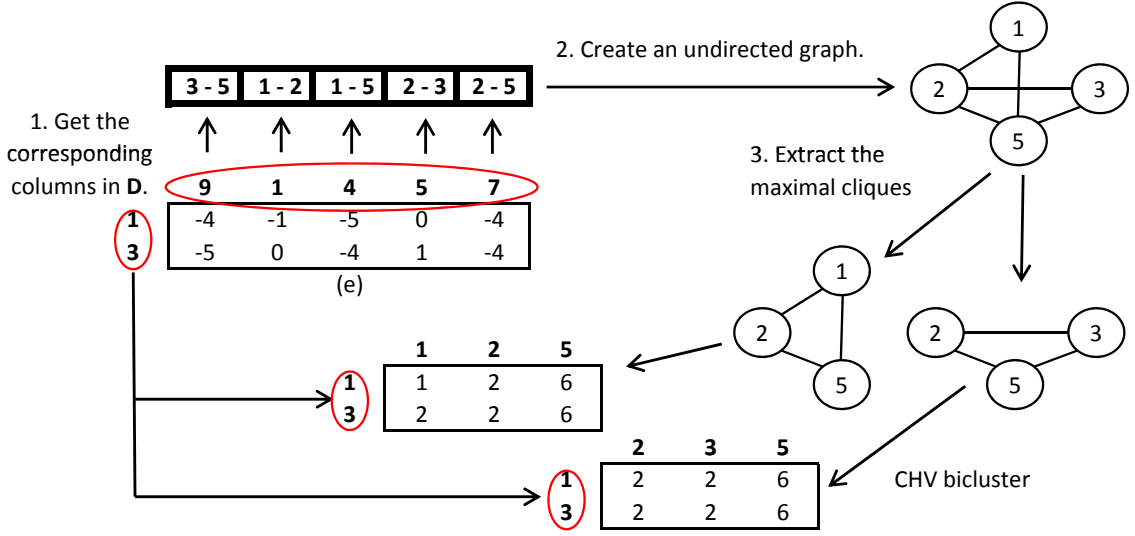 2. Create an undirected graph.
1
2
3
5
3 - 5 1 - 2 1 - 5 2 - 3 2 - 5
1. Get the
corresponding
columns in D.
9 1 4 5 7
1 -4 -1 -5 0 -4
3 -5 0 -4 1 -4
(e)
3. Extract the
maximal cliques
1
2
5
2
3
5
1 2 5
1 1 2 6
3 2 2 6
2 3 5
1 2 2 6
3 2 2 6
CHV bicluster